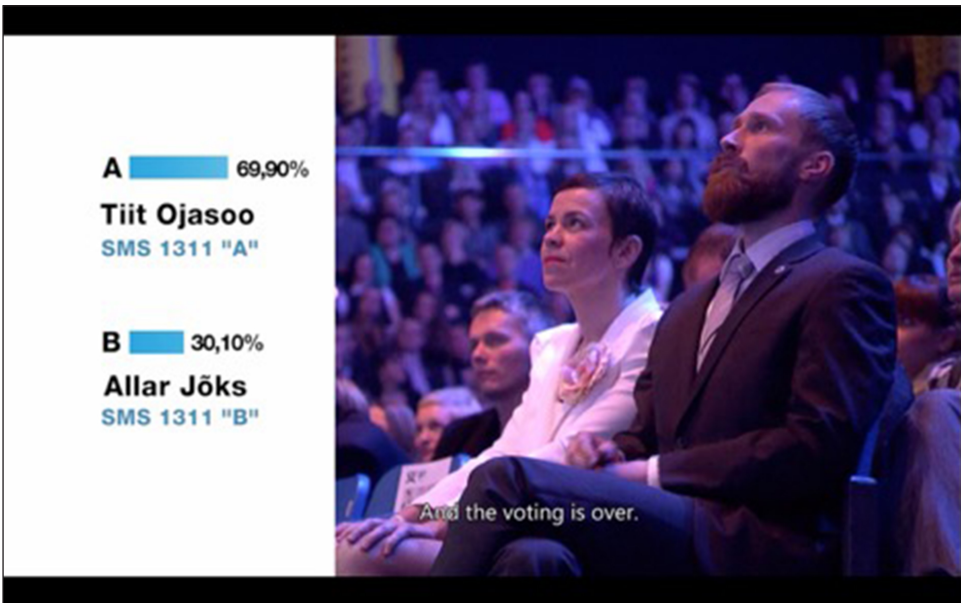 A 69,90%
Tiit Ojasoo
SMS 1311 "A"
B 30,10%
Allar Jõks
SMS 1311 "B"
And the voting is over.